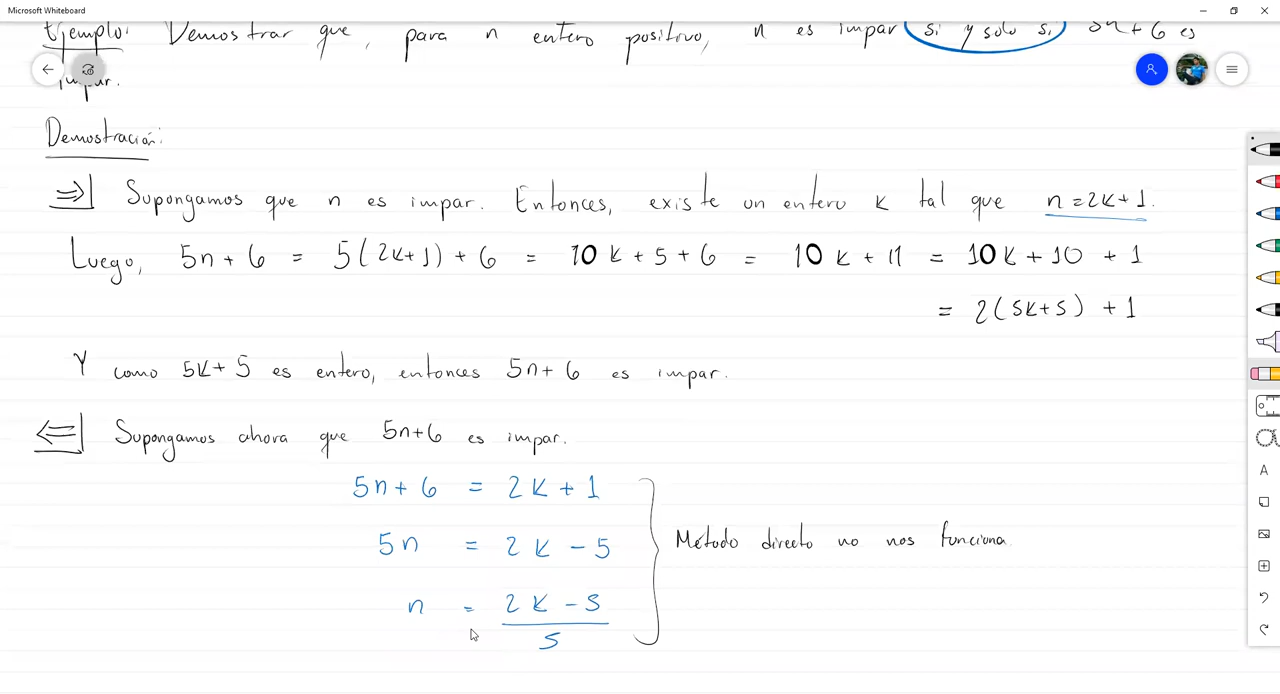 Microsoft Whiteboard
Ejemplo: Demostrar que, para n entero positivo, n es impar si y solo si 5n + 6 es
impar.
Demostración:
⇒| Supongamos que n es impar. Entonces, existe un entero k tal que n = 2k+1.
Luego, 5n + 6 = 5(2k+1) + 6 = 10k + 5 + 6 = 10k + 11 = 10k + 10 + 1
= 2(5k+5) + 1
Y como 5k+5 es entero, entonces 5n+6 es impar.
⇐| Supongamos ahora que 5n+6 es impar.
5n + 6 = 2k + 1
5n = 2k - 5
Método directo no nos funciona.
n = 2k - 5
5
A